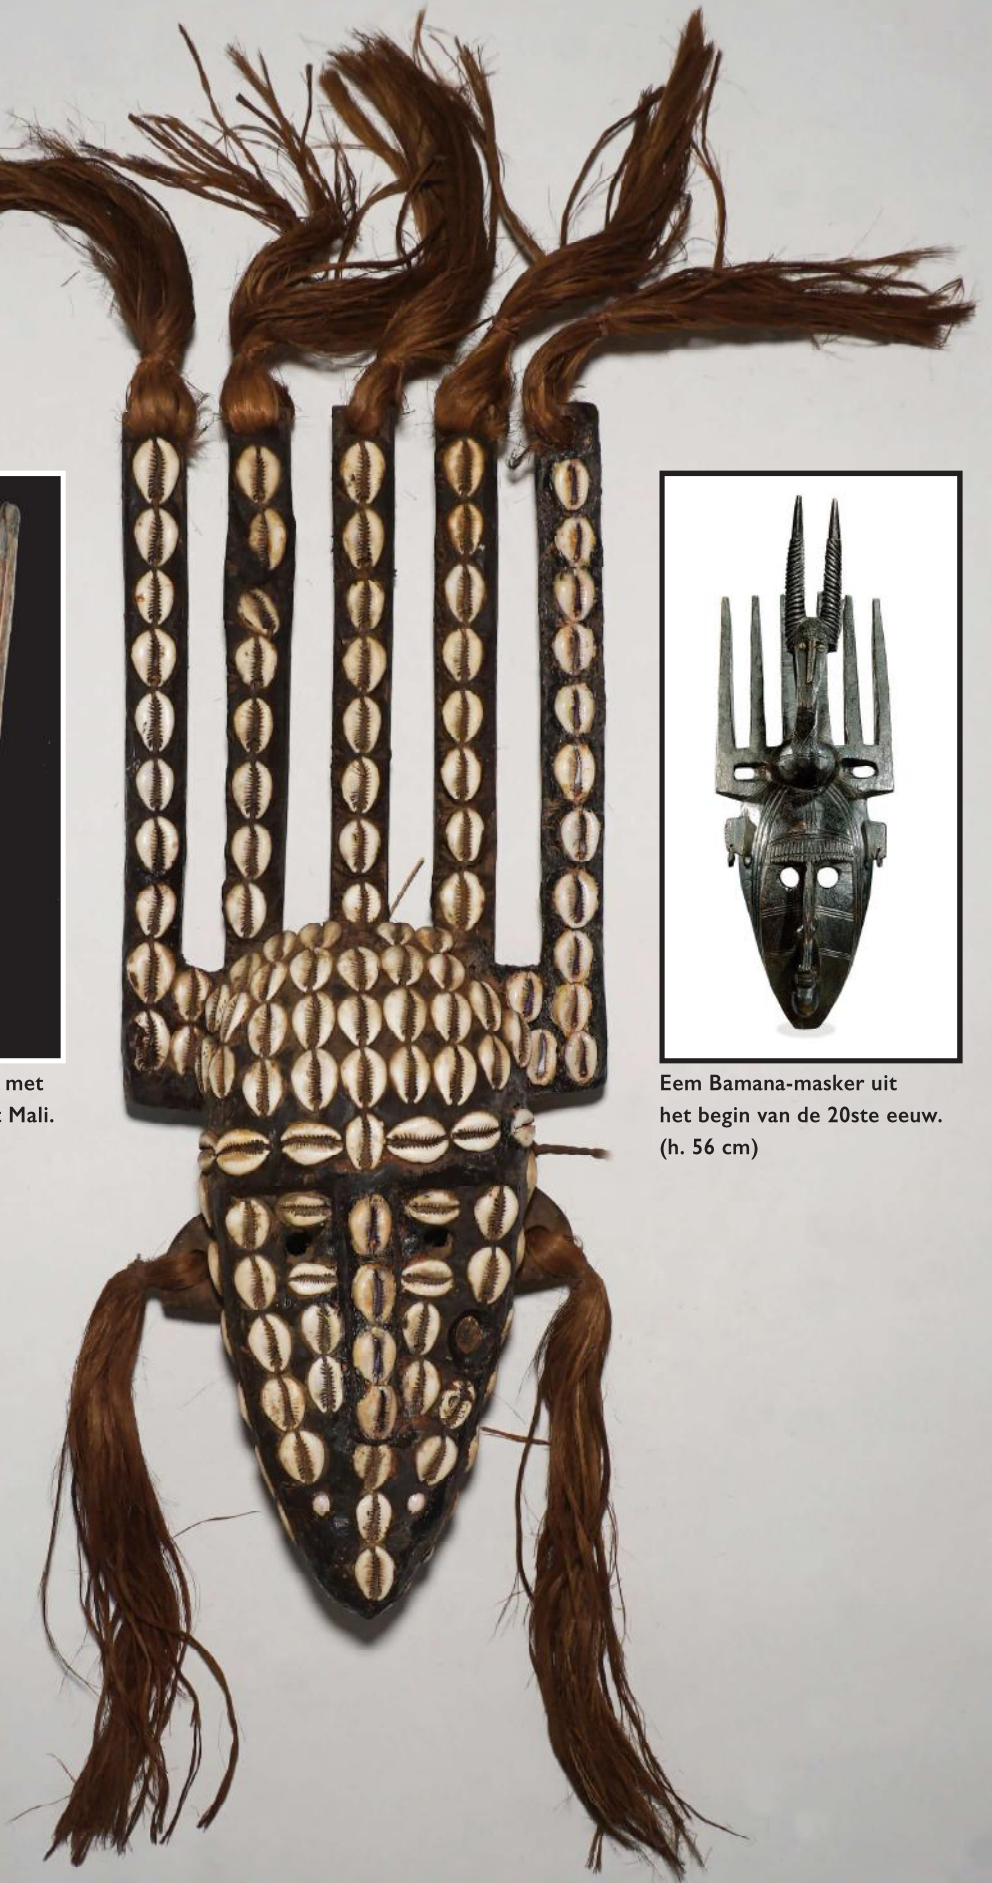 met
t Mali.
Eem Bamana-masker uit
het begin van de 20ste eeuw.
(h. 56 cm)